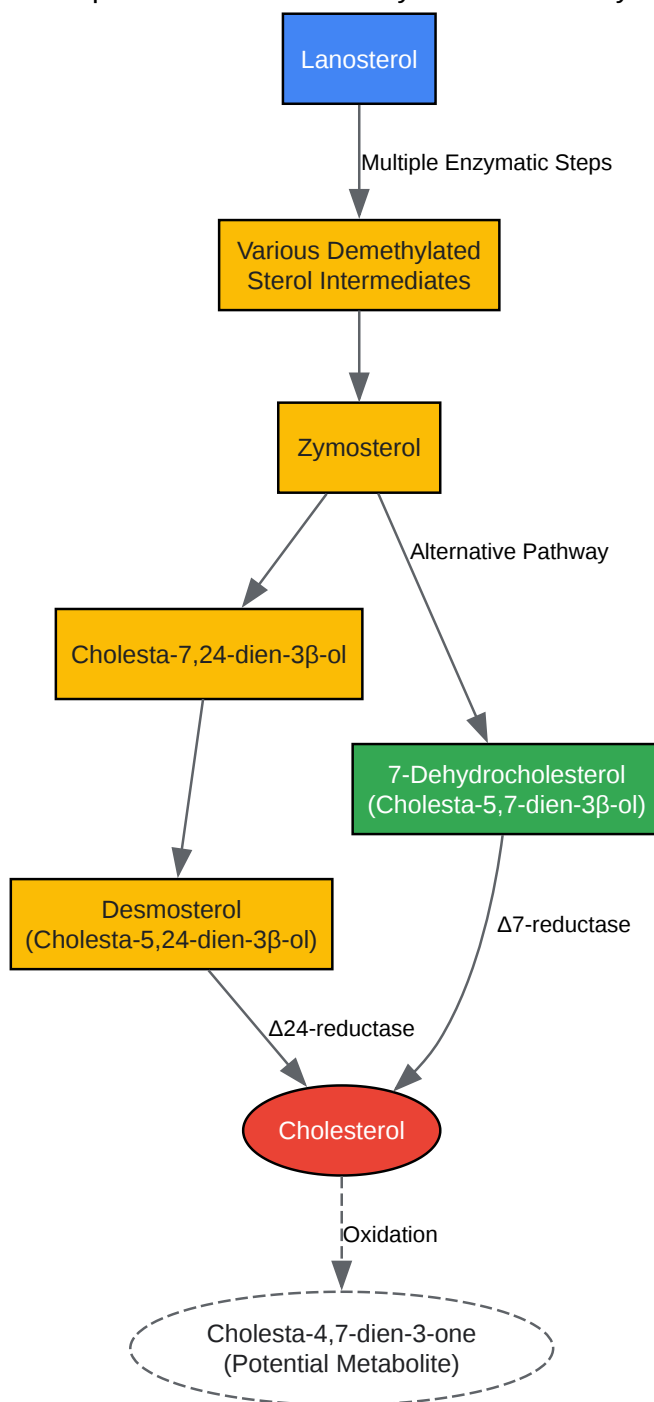 Lanosterol
Multiple Enzymatic Steps
Various Demethylated
Sterol Intermediates
Zymosterol
Alternative Pathway
Cholesta-7,24-dien-3β-ol
7-Dehydrocholesterol
(Cholesta-5,7-dien-3β-ol)
Desmosterol
(Cholesta-5,24-dien-3β-ol)
Δ7-reductase
Δ24-reductase
Cholesterol
Oxidation
Cholesta-4,7-dien-3-one
(Potential Metabolite)